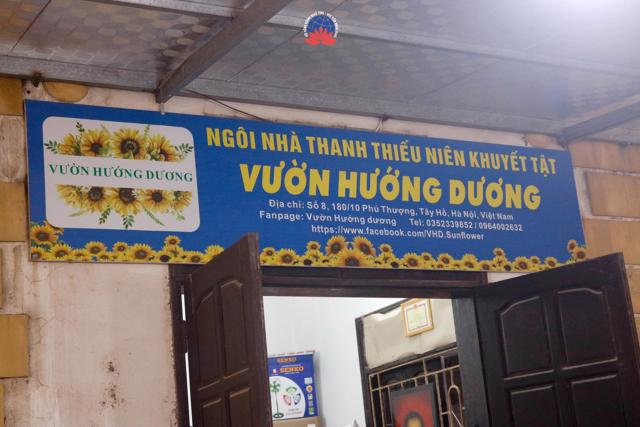 VƯỜN HƯỚNG DƯƠNG
NGÔI NHÀ THANH THIẾU NIÊN KHUYẾT TẬT
VƯỜN HƯỚNG DƯƠNG
Địa chỉ: Số 8, 180/10 Phú Thượng, Tây Hồ, Hà Nội, Việt Nam
Fanpage: Vườn Hướng dương Tel: 0352339852 / 0964002632
https://www.facebook.com/VHD.Sunflower
SENKO